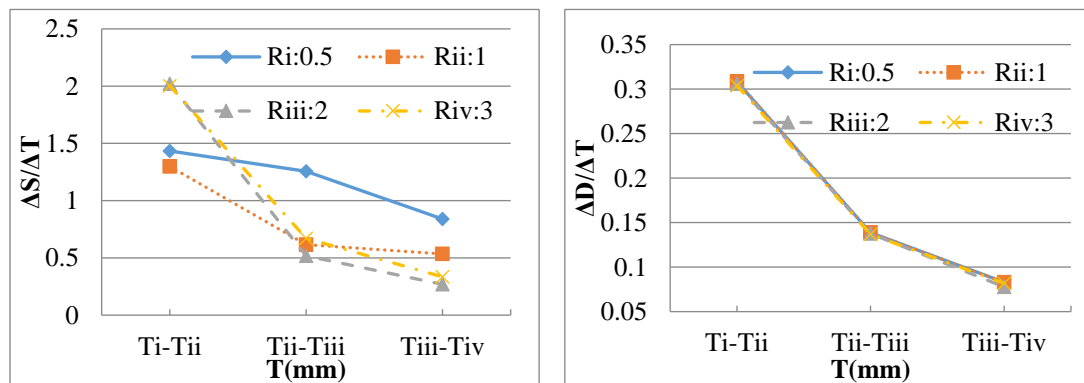 2.5
2
1.5
1
0.5
0
ΔS/ΔT
Ri:0.5
Rii:1
Riii:2
Riv:3
Ti-Tii
Tii-Tiii
Tiii-Tiv
T(mm)
0.35
0.3
0.25
0.2
0.15
0.1
0.05
ΔD/ΔT
Ri:0.5
Rii:1
Riii:2
Riv:3
Ti-Tii
Tii-Tiii
Tiii-Tiv
T(mm)